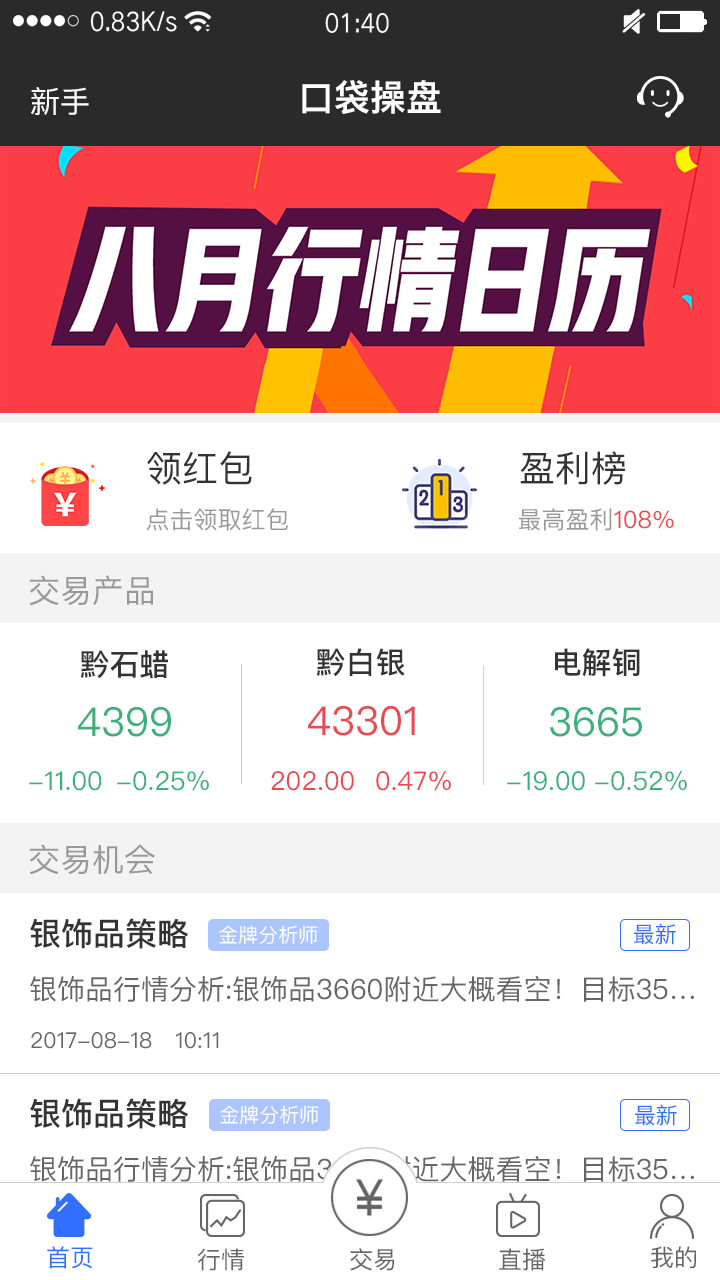 0.83K/s 01:40
新手 口袋操盘
八月行情日历
领红包 盈利榜
¥ 1 2 3
点击领取红包 最高盈利108%
交易产品
黔石蜡 黔白银 电解铜
4399 43301 3665
-11.00 -0.25% 202.00 0.47% -19.00 -0.52%
交易机会
银饰品策略 金牌分析师 最新
银饰品行情分析:银饰品3660附近大概看空！目标35...
2017-08-18 10:11
银饰品策略 金牌分析师 最新
银饰品行情分析:银饰品3 近大概看空！目标35...
¥
首页 行情 交易 直播 我的